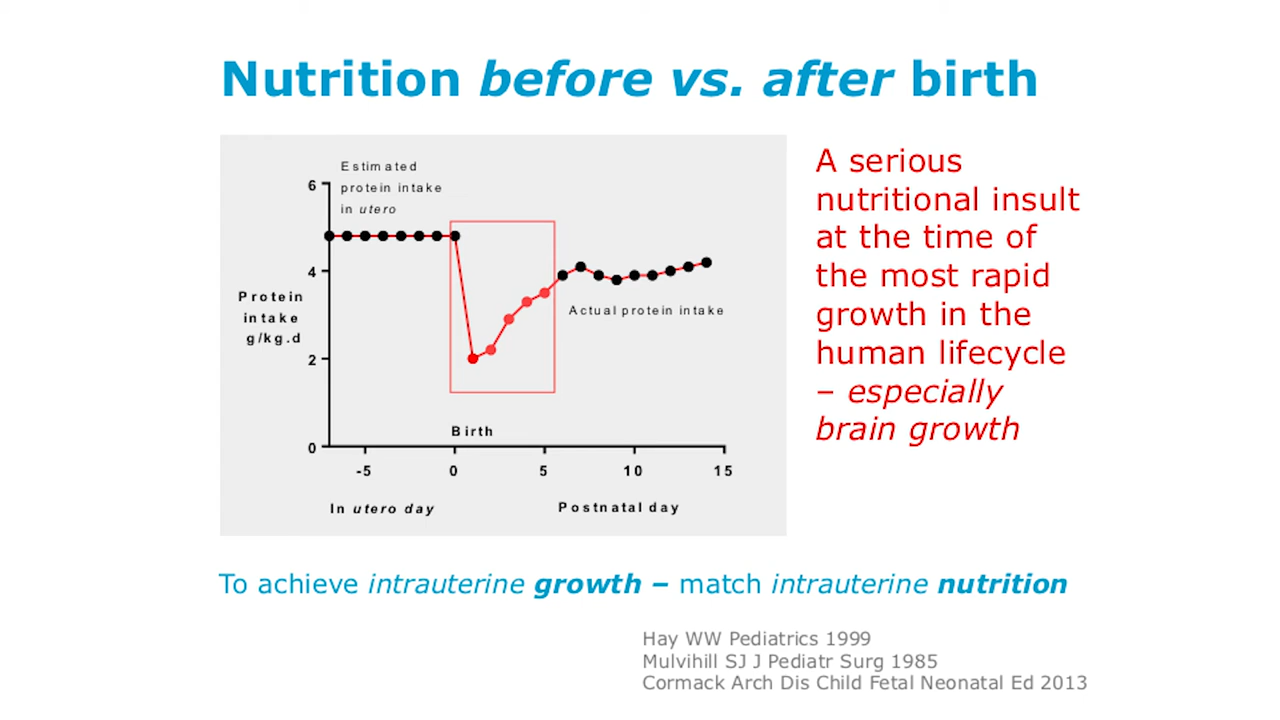 Nutrition before vs. after birth
Estimated
protein intake
in utero
6
4
2
0
Protein
intake
g/kg.d
Actual protein intake
Birth
-5 0 5 10 15
In utero day Postnatal day
A serious
nutritional insult
at the time of
the most rapid
growth in the
human lifecycle
– especially
brain growth
To achieve intrauterine growth – match intrauterine nutrition
Hay WW Pediatrics 1999
Mulvihill SJ J Pediatr Surg 1985
Cormack Arch Dis Child Fetal Neonatal Ed 2013